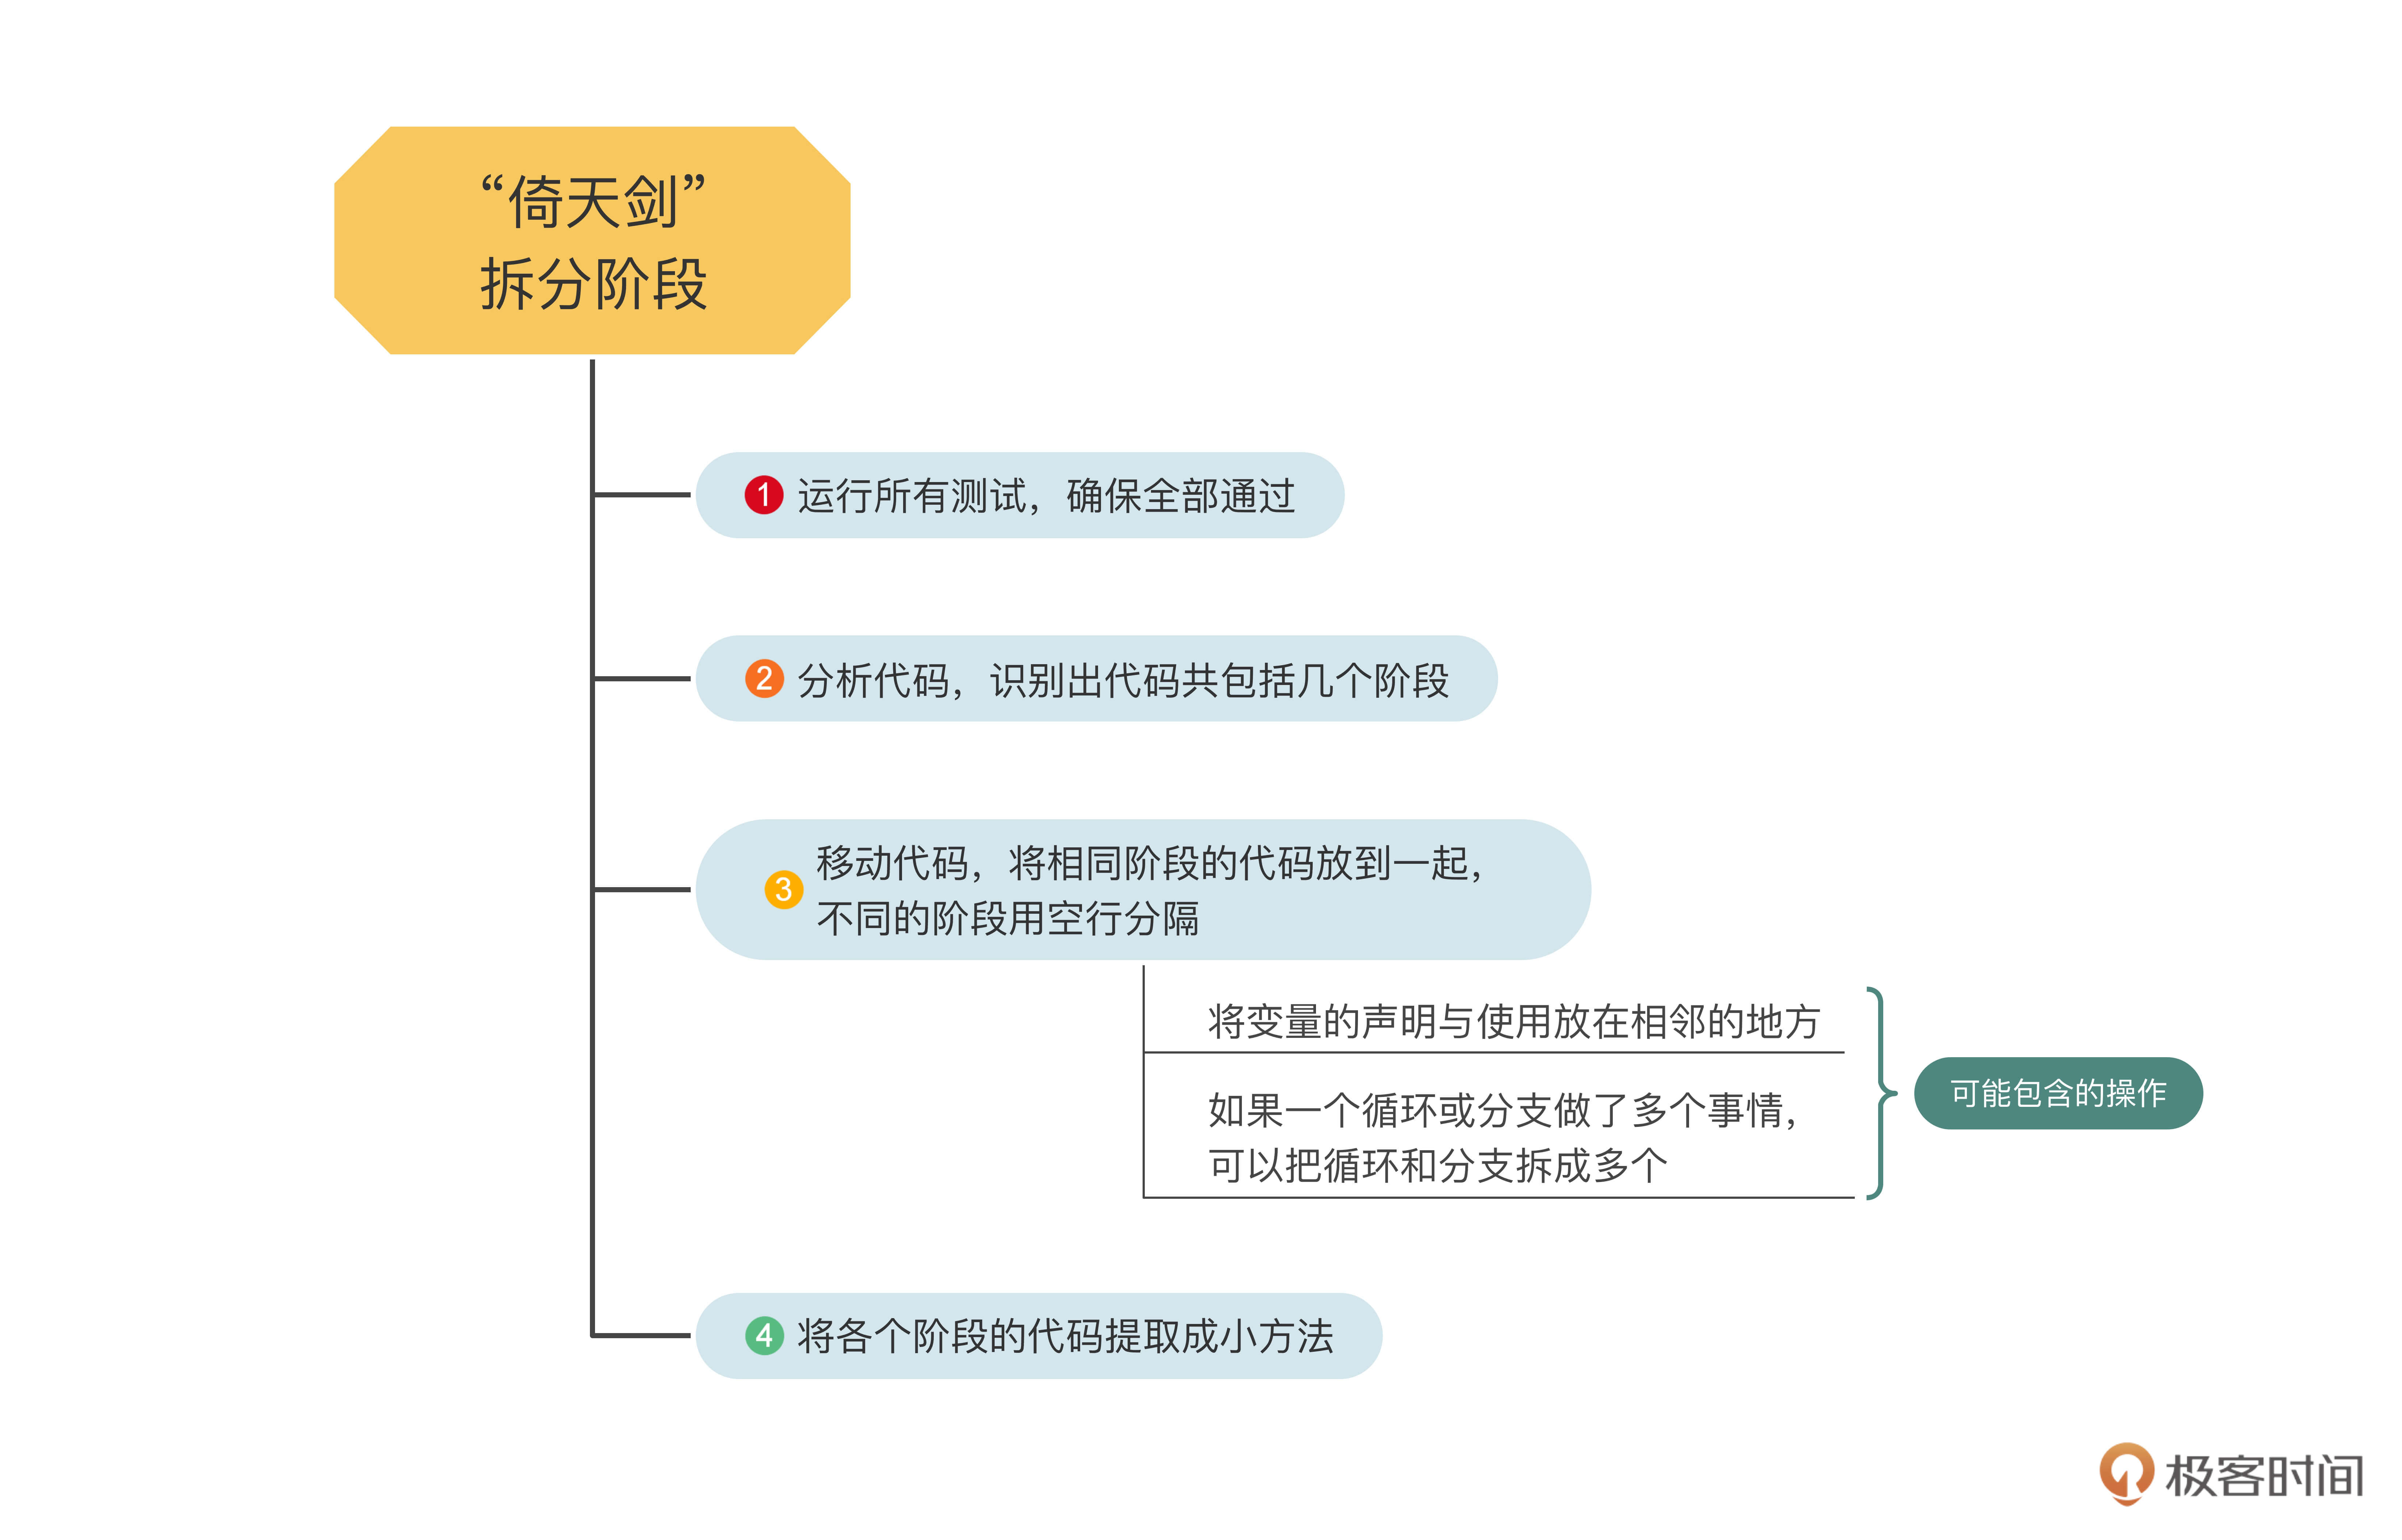 “倚天剑”
拆分阶段
1 运行所有测试，确保全部通过
2 分析代码，识别出代码共包括几个阶段
3 移动代码，将相同阶段的代码放到一起，
不同的阶段用空行分隔
将变量的声明与使用放在相邻的地方
如果一个循环或分支做了多个事情，
可以把循环和分支拆成多个
可能包含的操作
4 将各个阶段的代码提取成小方法
极客时间